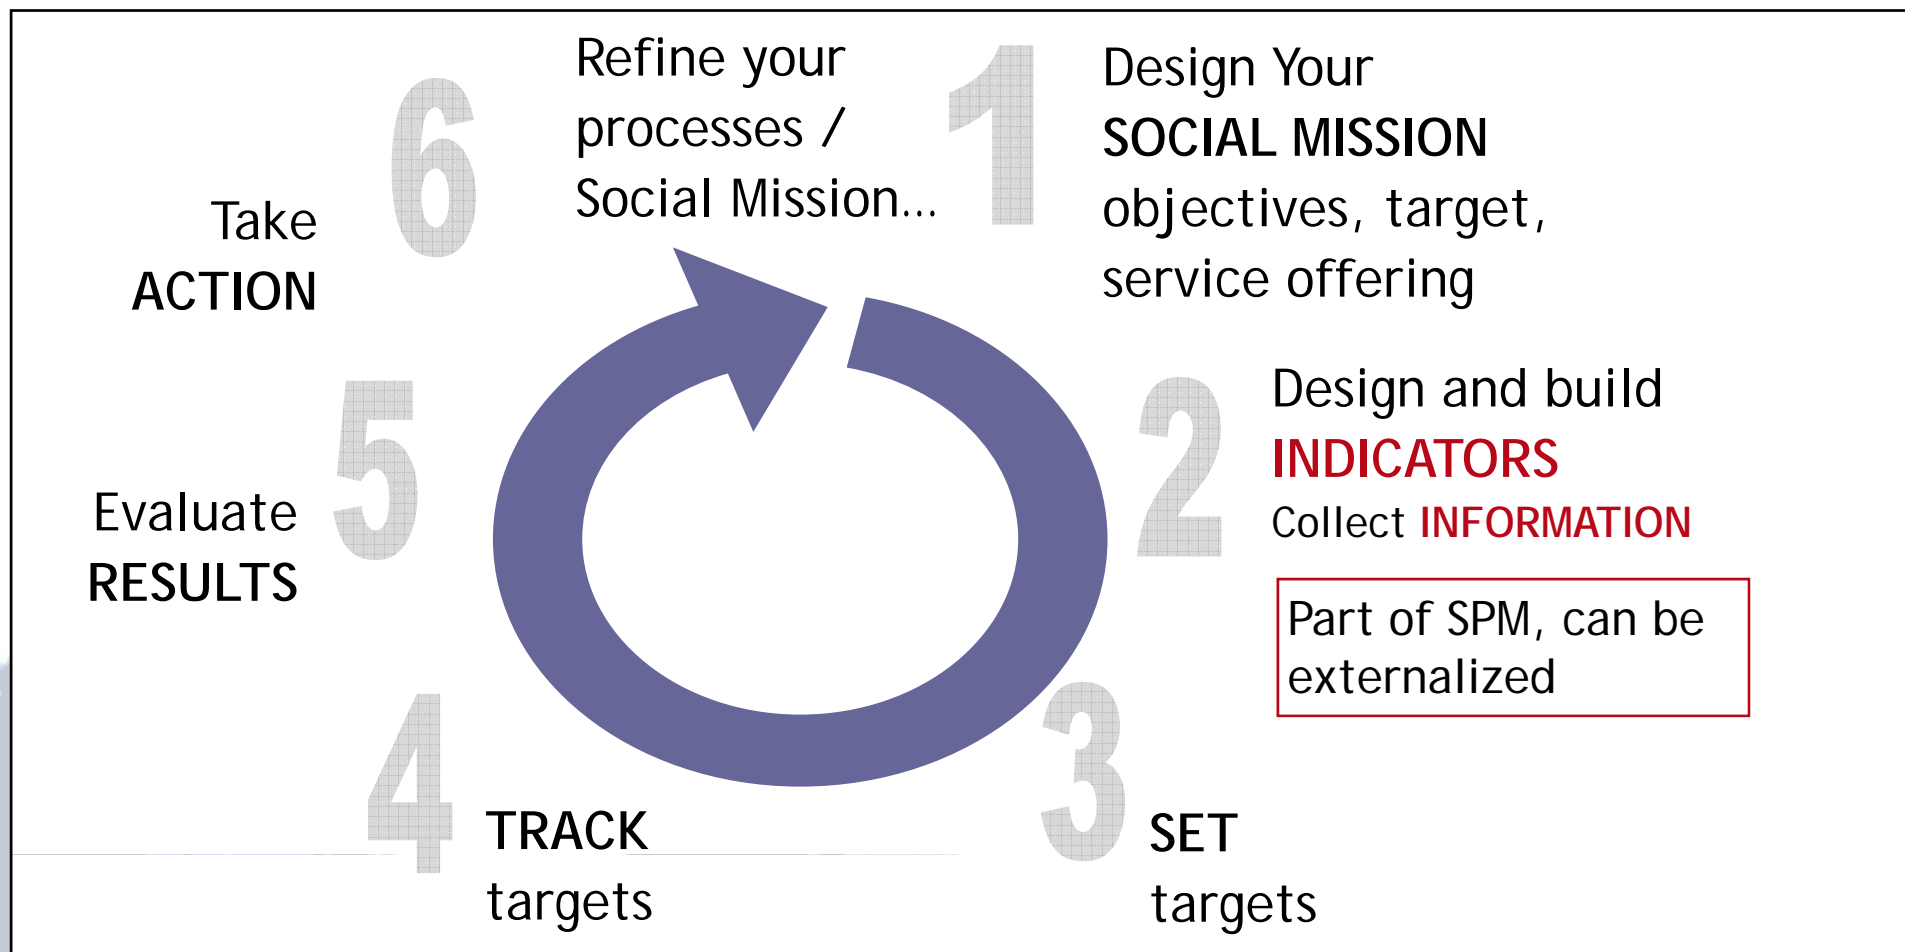 1
Design Your
SOCIAL MISSION
objectives, target,
service offering
2
Design and build
INDICATORS
Collect INFORMATION
Part of SPM, can be
externalized
3
SET
targets
4
TRACK
targets
5
Evaluate
RESULTS
6
Take
ACTION
Refine your
processes /
Social Mission...